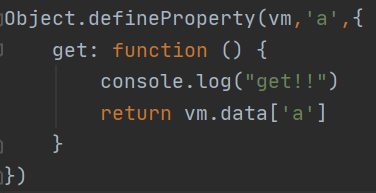 Object.defineProperty(vm,'a',{
    get: function () {
        console.log("get!!")
        return vm.data['a']
    }
})